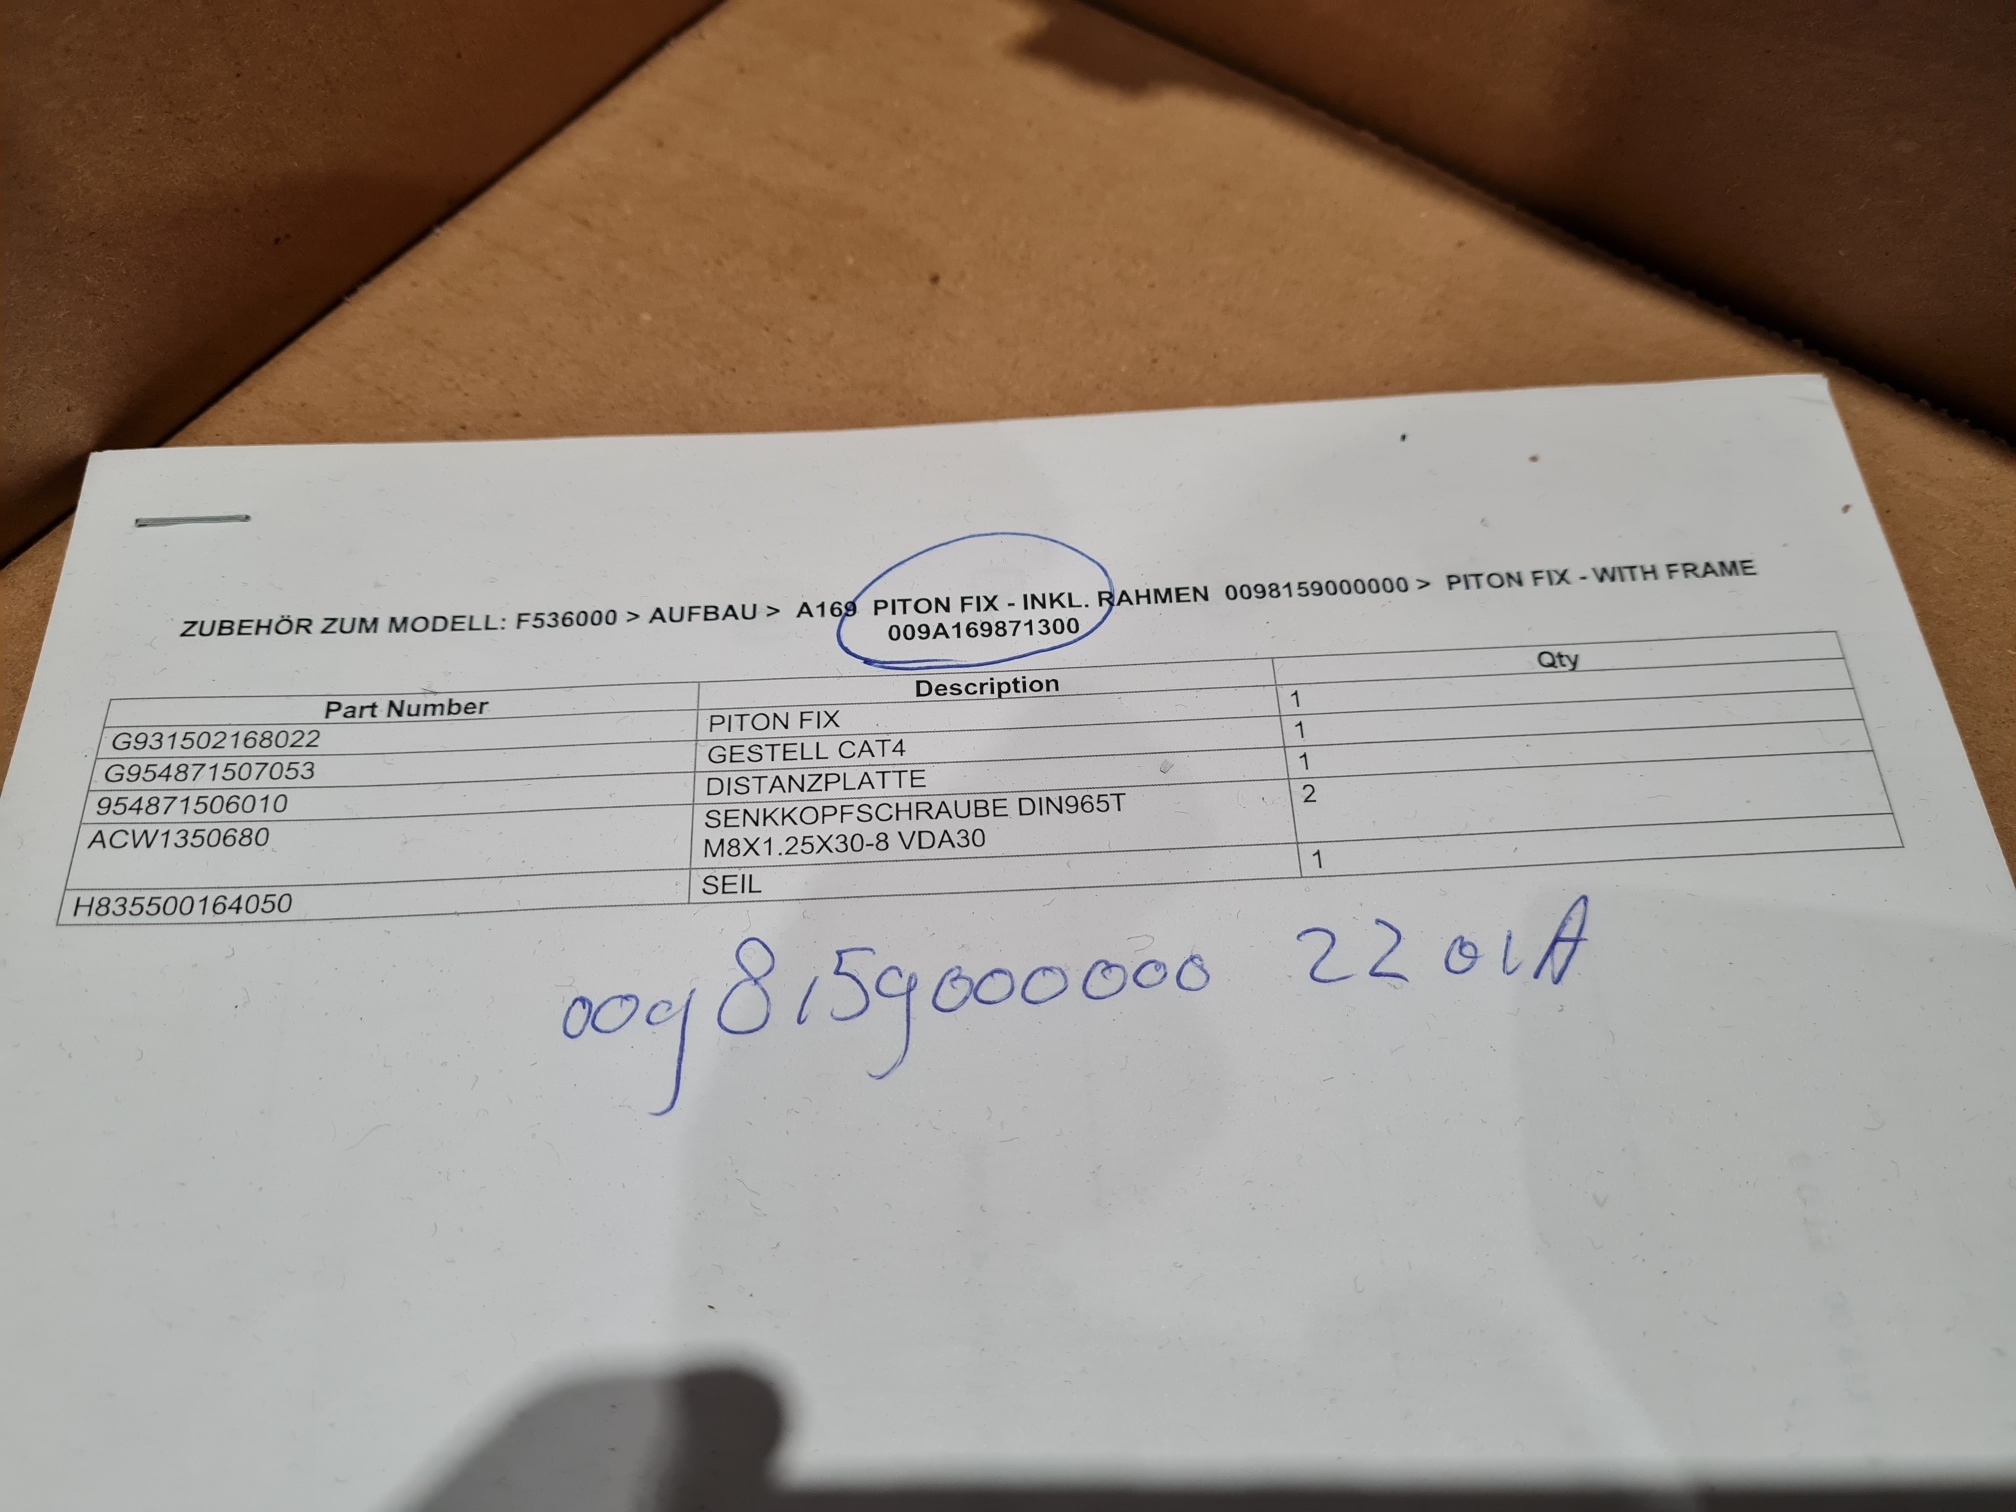 ZUBEHÖR ZUM MODELL: F536000 > AUFBAU > A169 PITON FIX - INKL. RAHMEN 0098159000000 > PITON FIX - WITH FRAME
009A169871300
Part Number Description Qty
G931502168022 PITON FIX 1
G954871507053 GESTELL CAT4 1
954871506010 DISTANZPLATTE 1
ACW1350680 SENKKOPFSCHRAUBE DIN965T 2
M8X1.25X30-8 VDA30
H835500164050 SEIL 1
0098159000000 22 01A